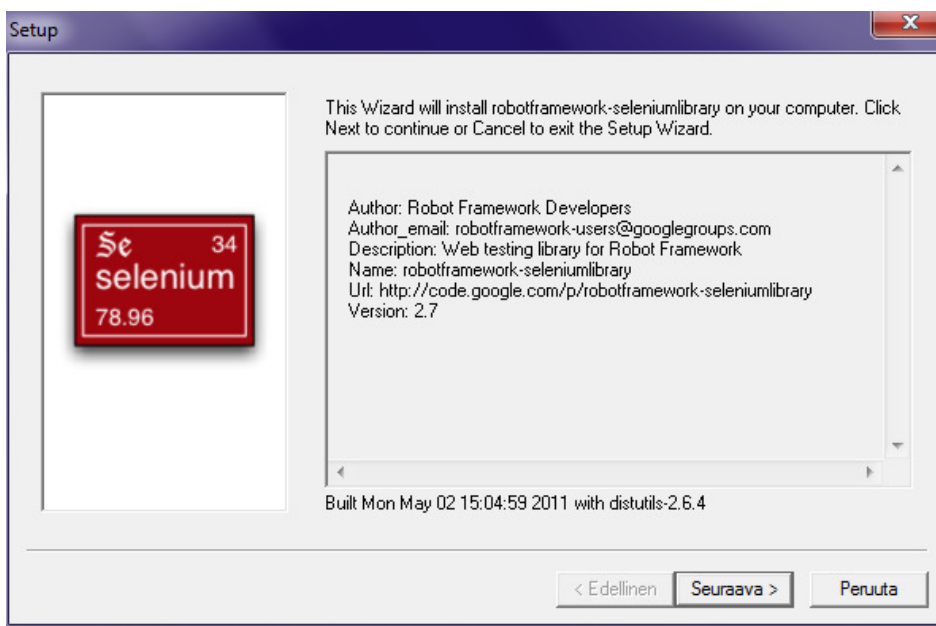 Setup
This Wizard will install robotframework-seleniumlibrary on your computer. Click
Next to continue or Cancel to exit the Setup Wizard.
Se 34
selenium
78.96
Author: Robot Framework Developers
Author_email: robotframework-users@googlegroups.com
Description: Web testing library for Robot Framework
Name: robotframework-seleniumlibrary
Url: http://code.google.com/p/robotframework-seleniumlibrary
Version: 2.7
Built Mon May 02 15:04:59 2011 with distutils-2.6.4
< Edellinen Seuraava > Peruuta